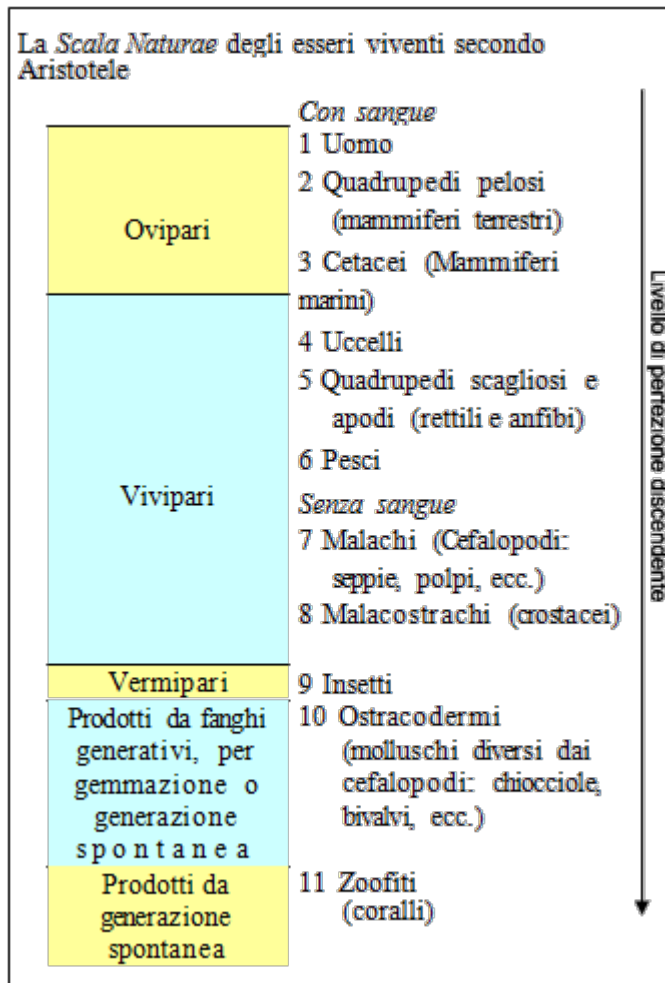 La Scala Naturae degli esseri viventi secondo
Aristotele
Con sangue
Ovipari
1 Uomo
2 Quadrupedi pelosi
(mammiferi terrestri)
3 Cetacei (Mammiferi
marini)
Vivipari
4 Uccelli
5 Quadrupedi scagliosi e
apodi (rettili e anfibi)
6 Pesci
Senza sangue
7 Malachi (Cefalopodi:
seppie, polpi, ecc.)
8 Malacostrachi (crostacei)
Vermipari
9 Insetti
Prodotti da fanghi
generativi, per
gemmazione o
generazione
spontanea
10 Ostracodermi
(molluschi diversi dai
cefalopodi: chiocciole,
bivalvi, ecc.)
Prodotti da
generazione
spontanea
11 Zoofiti
(coralli)
Livello di perfezione discendente